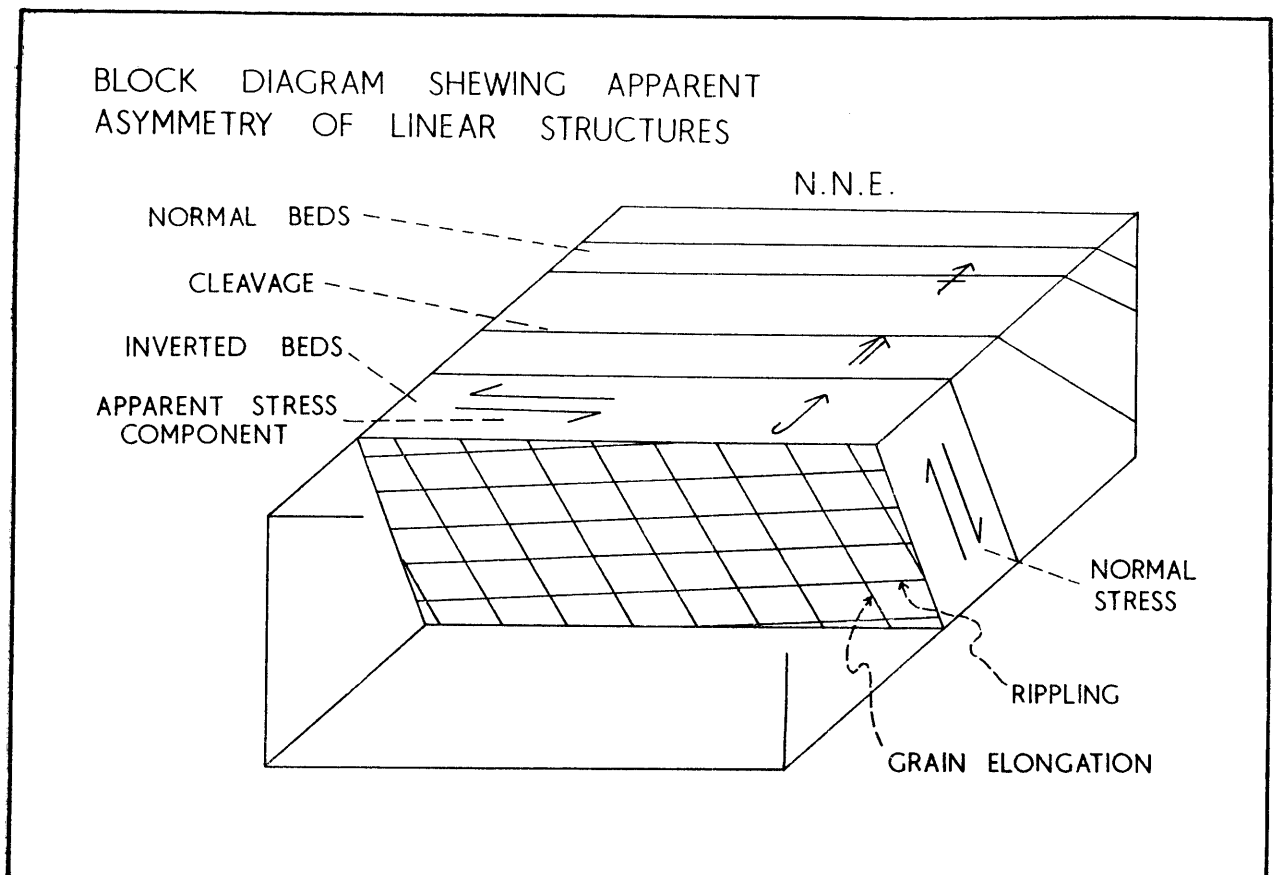 BLOCK DIAGRAM SHEWING APPARENT
ASYMMETRY OF LINEAR STRUCTURES
N.N.E.
NORMAL BEDS
CLEAVAGE
INVERTED BEDS
APPARENT STRESS
COMPONENT
NORMAL
STRESS
RIPPLING
GRAIN ELONGATION